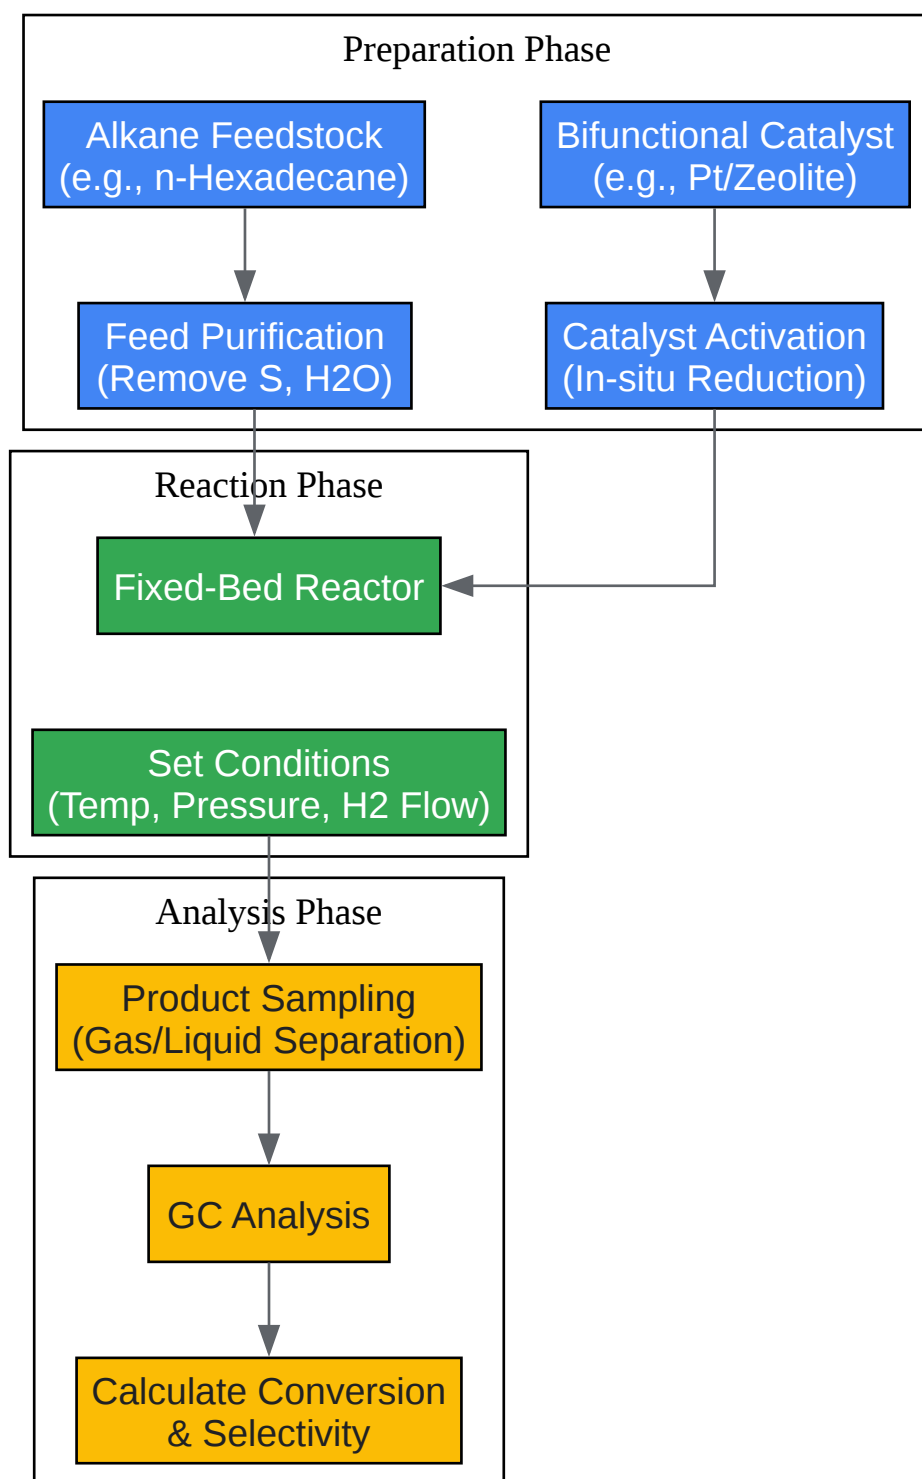 Preparation Phase
Alkane Feedstock
(e.g., n-Hexadecane)
Bifunctional Catalyst
(e.g., Pt/Zeolite)
Feed Purification
(Remove S, H2O)
Catalyst Activation
(In-situ Reduction)
Reaction Phase
Fixed-Bed Reactor
Set Conditions
(Temp, Pressure, H2 Flow)
Analysis Phase
Product Sampling
(Gas/Liquid Separation)
GC Analysis
Calculate Conversion
& Selectivity